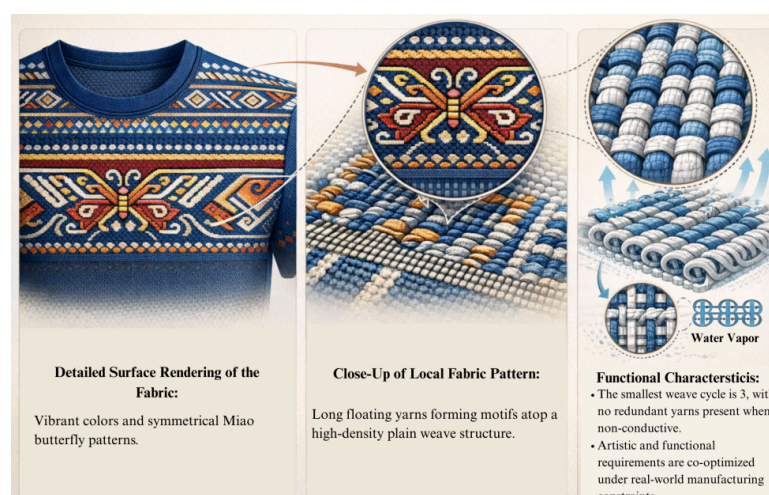 Detailed Surface Rendering of the
Fabric:
Vibrant colors and symmetrical Miao
butterfly patterns.
Close-Up of Local Fabric Pattern:
Long floating yarns forming motifs atop a
high-density plain weave structure.
Water Vapor
Functional Charactersticis:
• The smallest weave cycle is 3, wit
no redundant yarns present when
non-conductive.
• Artistic and functional
requirements are co-optimized
under real-world manufacturing